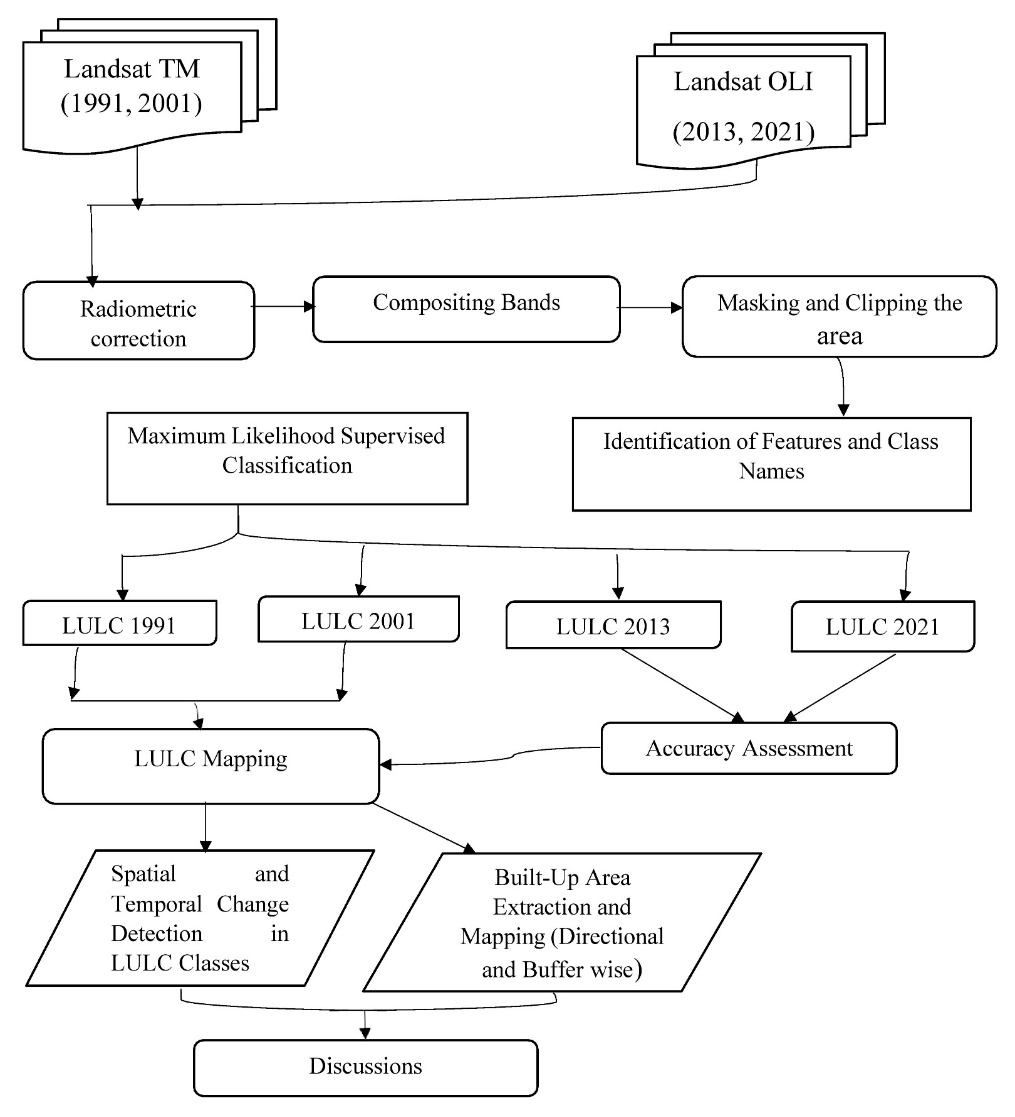 Landsat TM
(1991, 2001)
Landsat OLI
(2013, 2021)
Radiometric
correction
Compositing Bands
Masking and Clipping the
area
Maximum Likelihood Supervised
Classification
Identification of Features and Class
Names
LULC 1991
LULC 2001
LULC 2013
LULC 2021
LULC Mapping
Accuracy Assessment
Spatial and
Temporal Change
Detection in
LULC Classes
Built-Up Area
Extraction and
Mapping (Directional
and Buffer wise)
Discussions